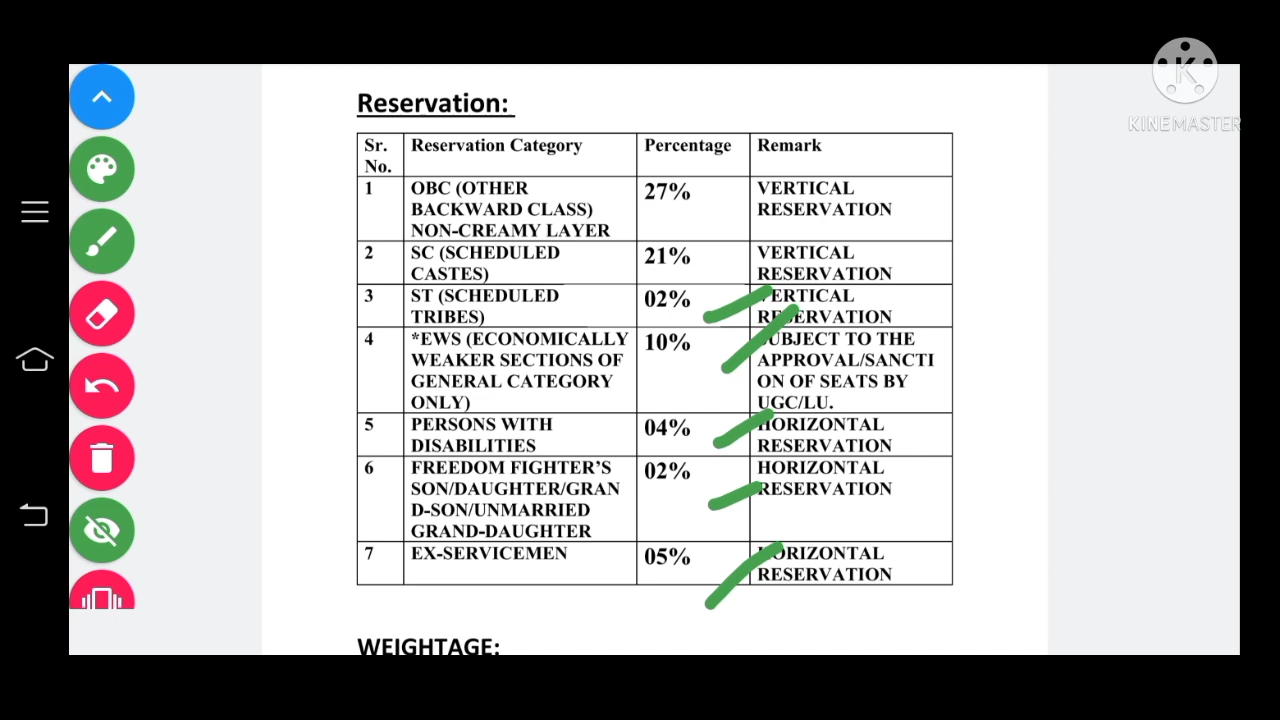 KINEMASTER
Reservation:
Sr. No. Reservation Category Percentage Remark
1 OBC (OTHER BACKWARD CLASS) NON-CREAMY LAYER 27% VERTICAL RESERVATION
2 SC (SCHEDULED CASTES) 21% VERTICAL RESERVATION
3 ST (SCHEDULED TRIBES) 02% VERTICAL RESERVATION
4 *EWS (ECONOMICALLY WEAKER SECTIONS OF GENERAL CATEGORY ONLY) 10% SUBJECT TO THE APPROVAL/SANCTI ON OF SEATS BY UGC/LU.
5 PERSONS WITH DISABILITIES 04% HORIZONTAL RESERVATION
6 FREEDOM FIGHTER’S SON/DAUGHTER/GRAN D-SON/UNMARRIED GRAND-DAUGHTER 02% HORIZONTAL RESERVATION
7 EX-SERVICEMEN 05% HORIZONTAL RESERVATION
WEIGHTAGE: